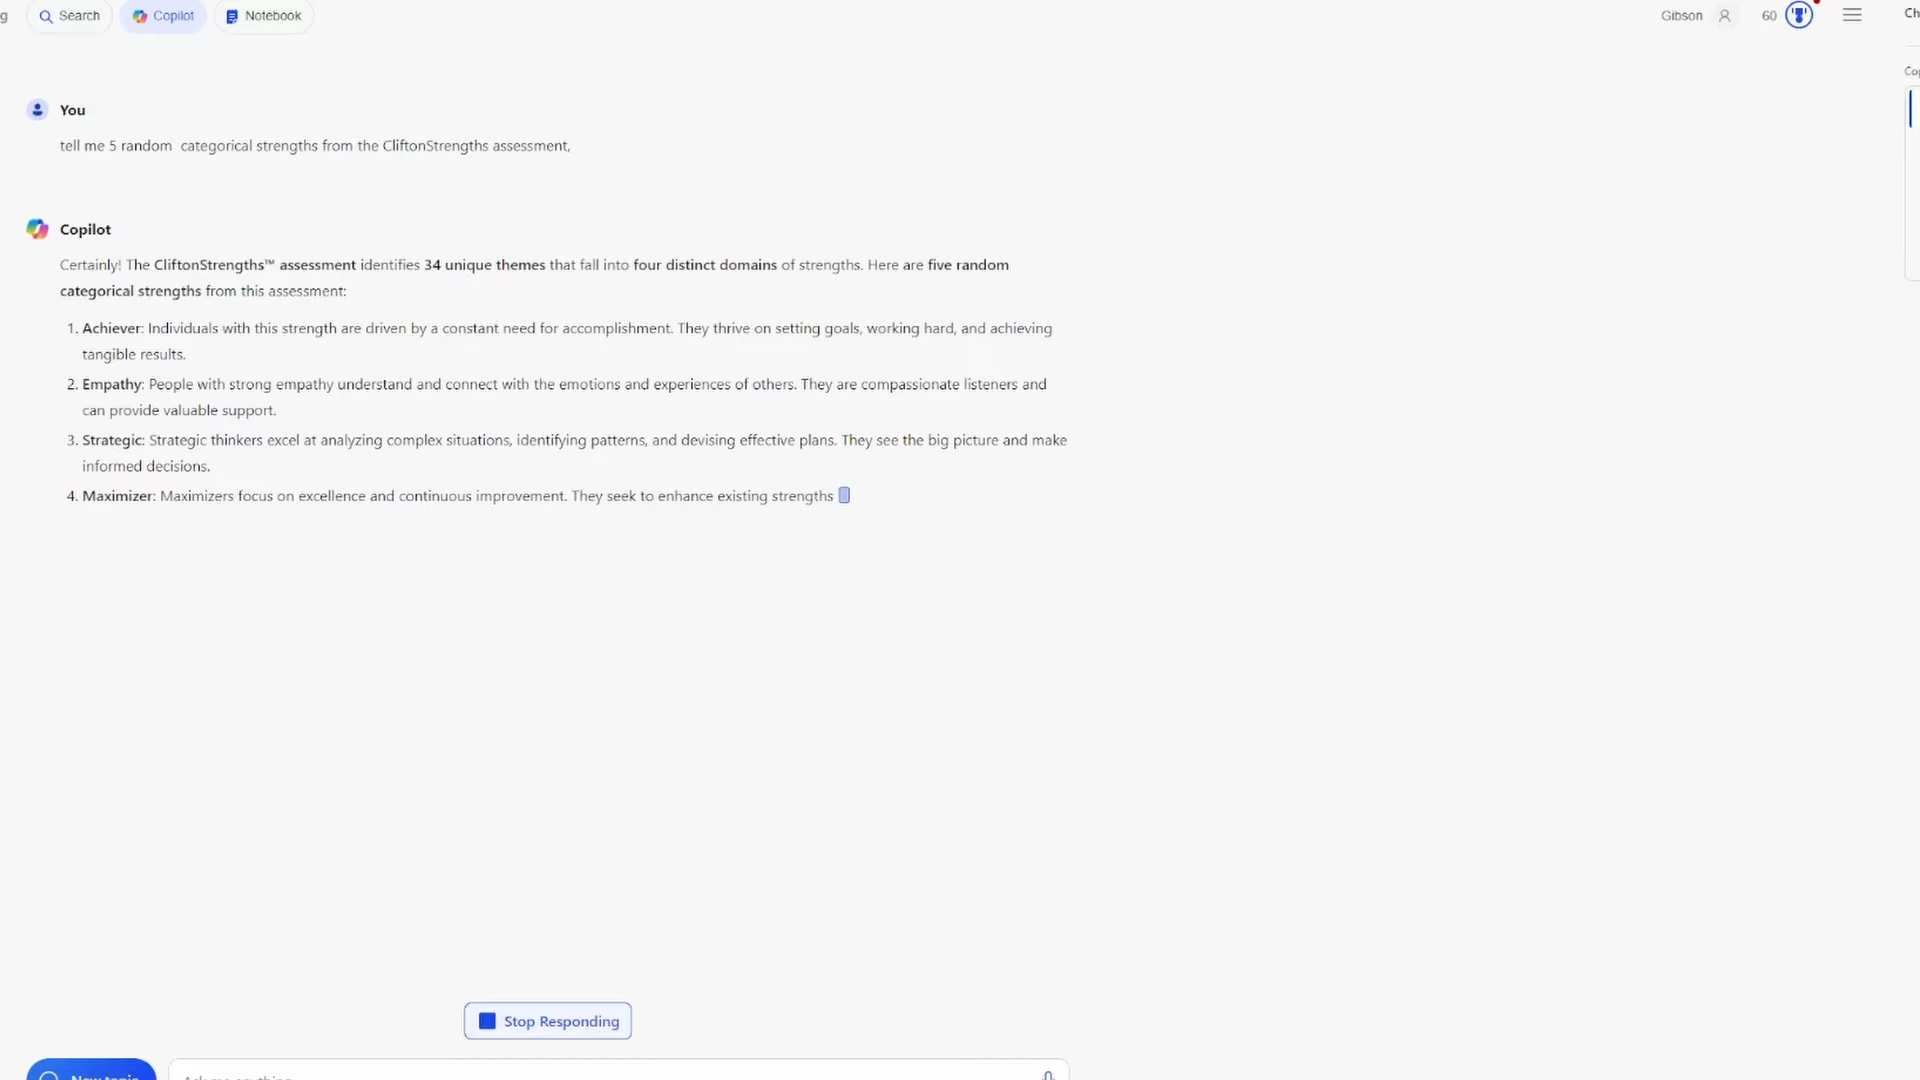 g Search Copilot Notebook Gibson 60 Ch
Cop
You
tell me 5 random  categorical strengths from the CliftonStrengths assessment,
Copilot
Certainly! The CliftonStrengths™ assessment identifies 34 unique themes that fall into four distinct domains of strengths. Here are five random
categorical strengths from this assessment:
1. Achiever: Individuals with this strength are driven by a constant need for accomplishment. They thrive on setting goals, working hard, and achieving
tangible results.
2. Empathy: People with strong empathy understand and connect with the emotions and experiences of others. They are compassionate listeners and
can provide valuable support.
3. Strategic: Strategic thinkers excel at analyzing complex situations, identifying patterns, and devising effective plans. They see the big picture and make
informed decisions.
4. Maximizer: Maximizers focus on excellence and continuous improvement. They seek to enhance existing strengths
Stop Responding
New topic Ask me anything